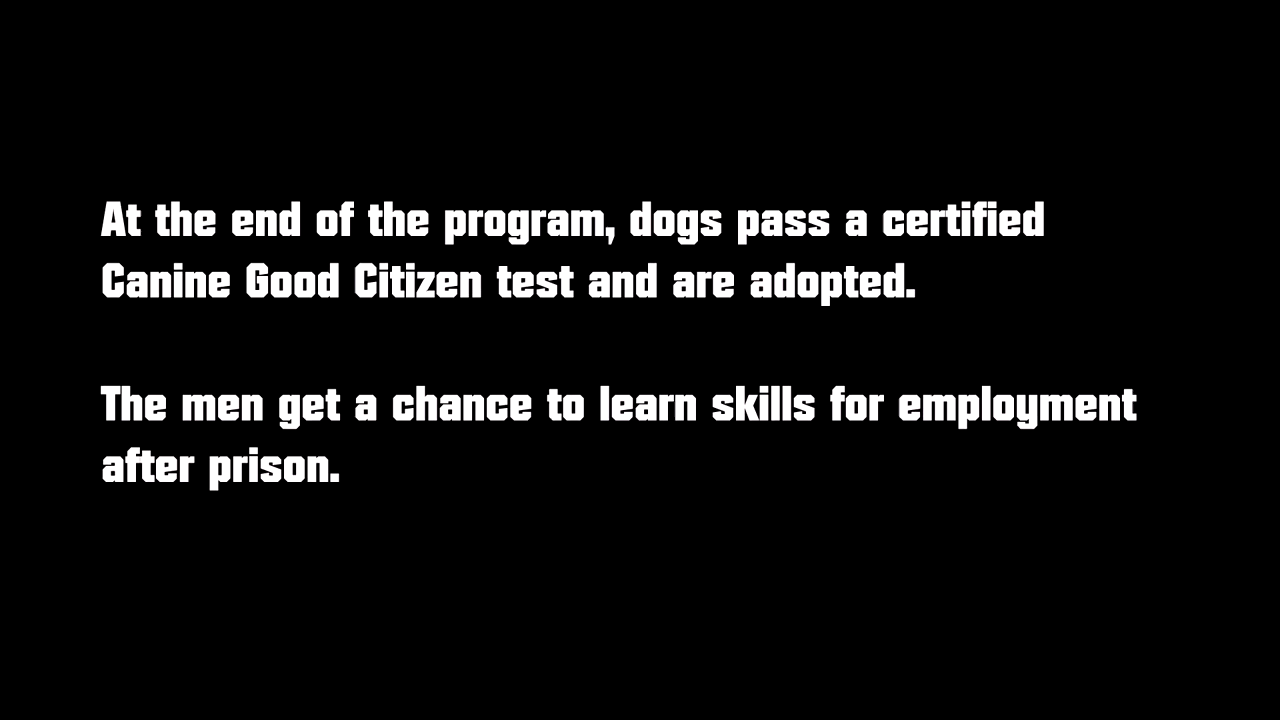 At the end of the program, dogs pass a certified
Canine Good Citizen test and are adopted.
The men get a chance to learn skills for employment
after prison.